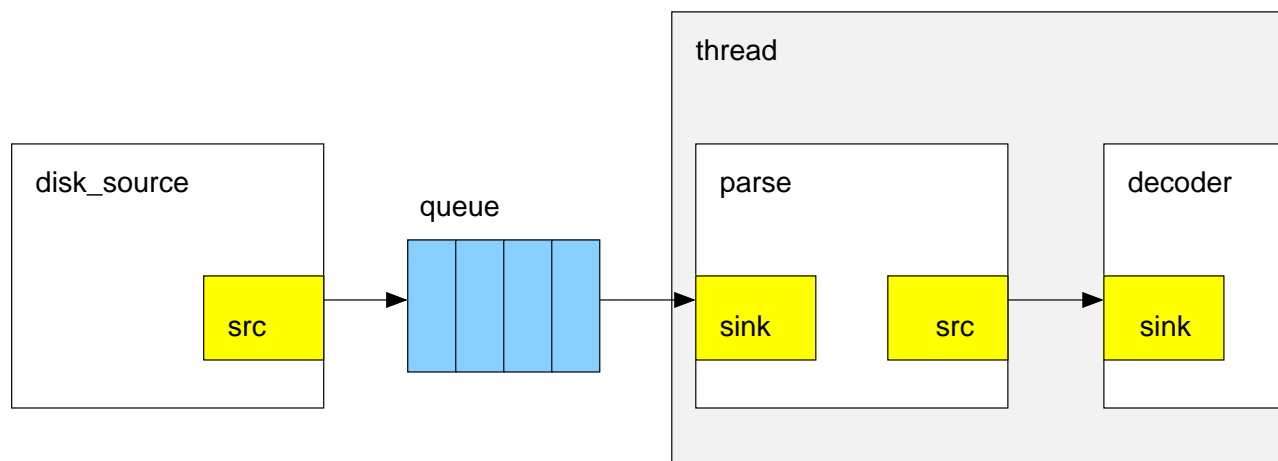 thread
disk_source
parse
decoder
queue
src
sink
src
sink